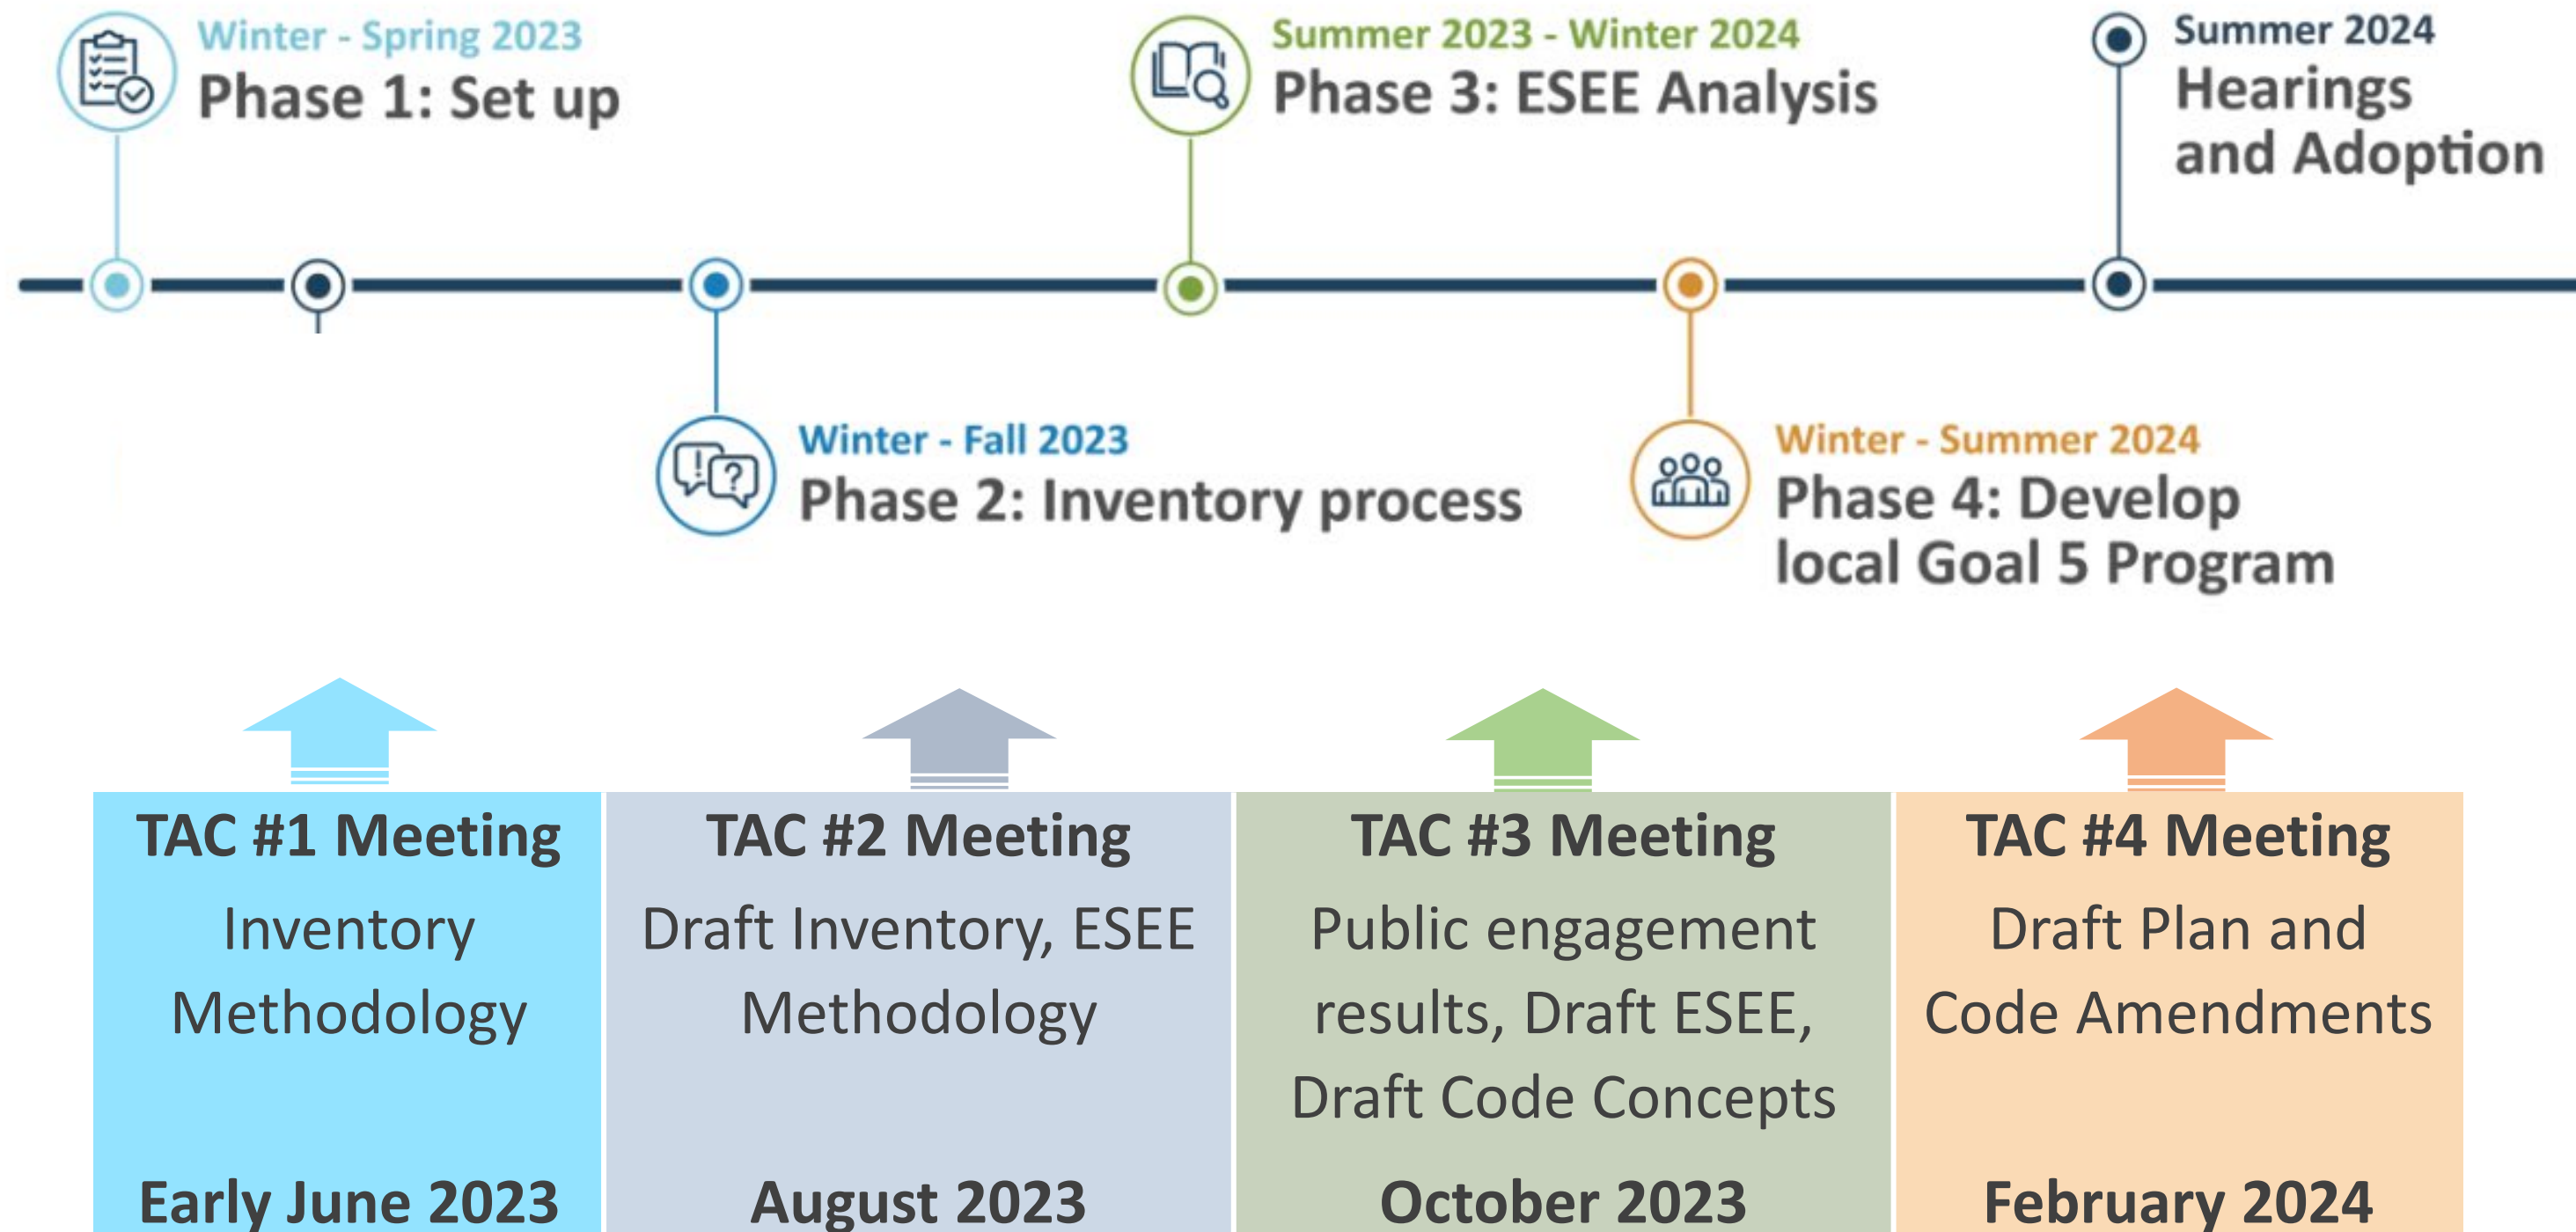 Winter - Spring 2023
Phase 1: Set up
Summer 2023 - Winter 2024
Phase 3: ESEE Analysis
Summer 2024
Hearings
and Adoption
Winter - Fall 2023
Phase 2: Inventory process
Winter - Summer 2024
Phase 4: Develop
local Goal 5 Program
TAC #1 Meeting
Inventory
Methodology
Early June 2023
TAC #2 Meeting
Draft Inventory, ESEE
Methodology
August 2023
TAC #3 Meeting
Public engagement
results, Draft ESEE,
Draft Code Concepts
October 2023
TAC #4 Meeting
Draft Plan and
Code Amendments
February 2024